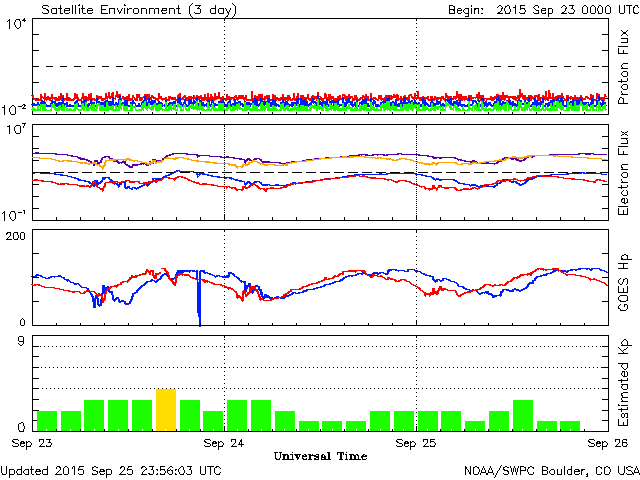 Satellite Environment (3 day) Begin: 2015 Sep 23 0000 UTC
10^4
Proton Flux
10^-2
10^7
Electron Flux
10^-1
200
GOES Hp
0
9
Estimated Kp
0
Sep 23 Sep 24 Sep 25 Sep 26
Universal Time
Updated 2015 Sep 25 23:56:03 UTC NOAA/SWPC Boulder, CO USA